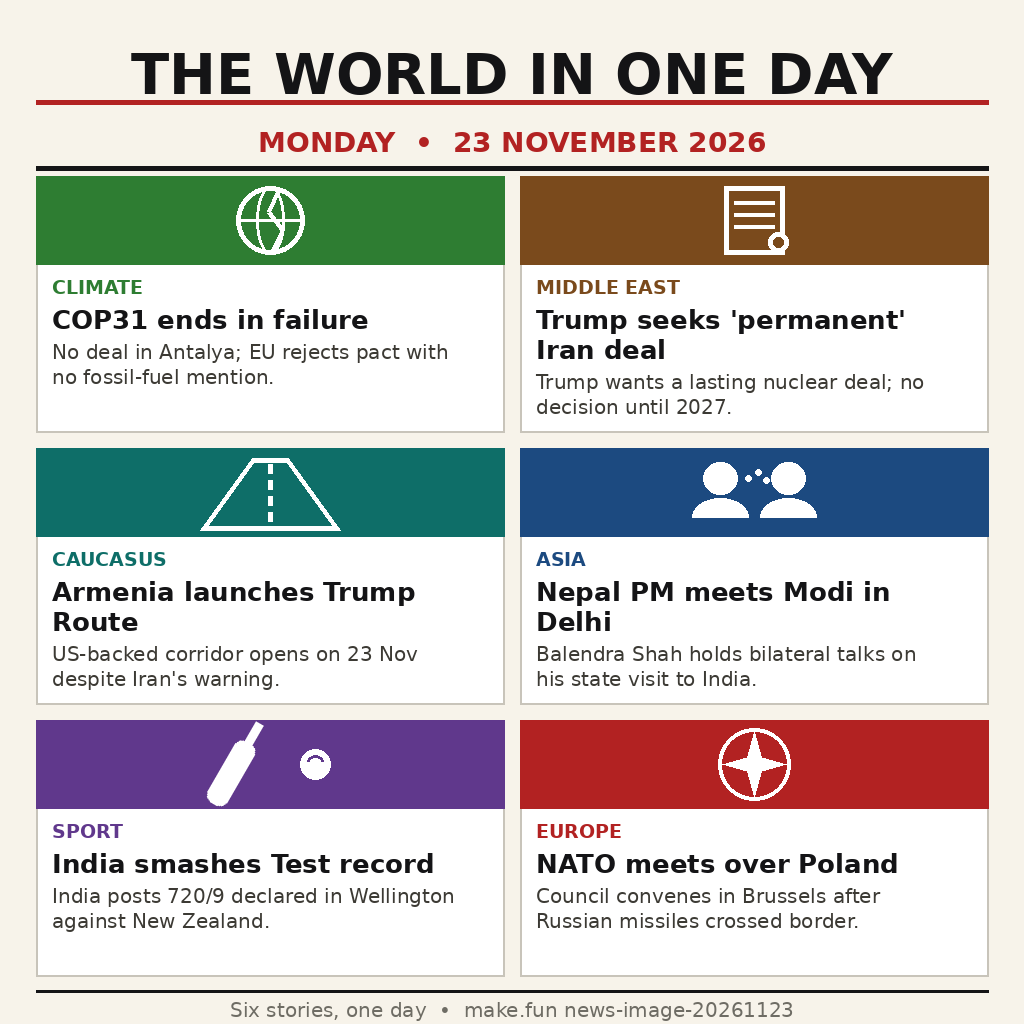 THE WORLD IN ONE DAY
MONDAY • 23 NOVEMBER 2026
CLIMATE
COP31 ends in failure
No deal in Antalya; EU rejects pact with
no fossil-fuel mention.
MIDDLE EAST
Trump seeks 'permanent'
Iran deal
Trump wants a lasting nuclear deal; no
decision until 2027.
CAUCASUS
Armenia launches Trump
Route
US-backed corridor opens on 23 Nov
despite Iran's warning.
ASIA
Nepal PM meets Modi in
Delhi
Balendra Shah holds bilateral talks on
his state visit to India.
SPORT
India smashes Test record
India posts 720/9 declared in Wellington
against New Zealand.
EUROPE
NATO meets over Poland
Council convenes in Brussels after
Russian missiles crossed border.
Six stories, one day • make.fun news-image-20261123